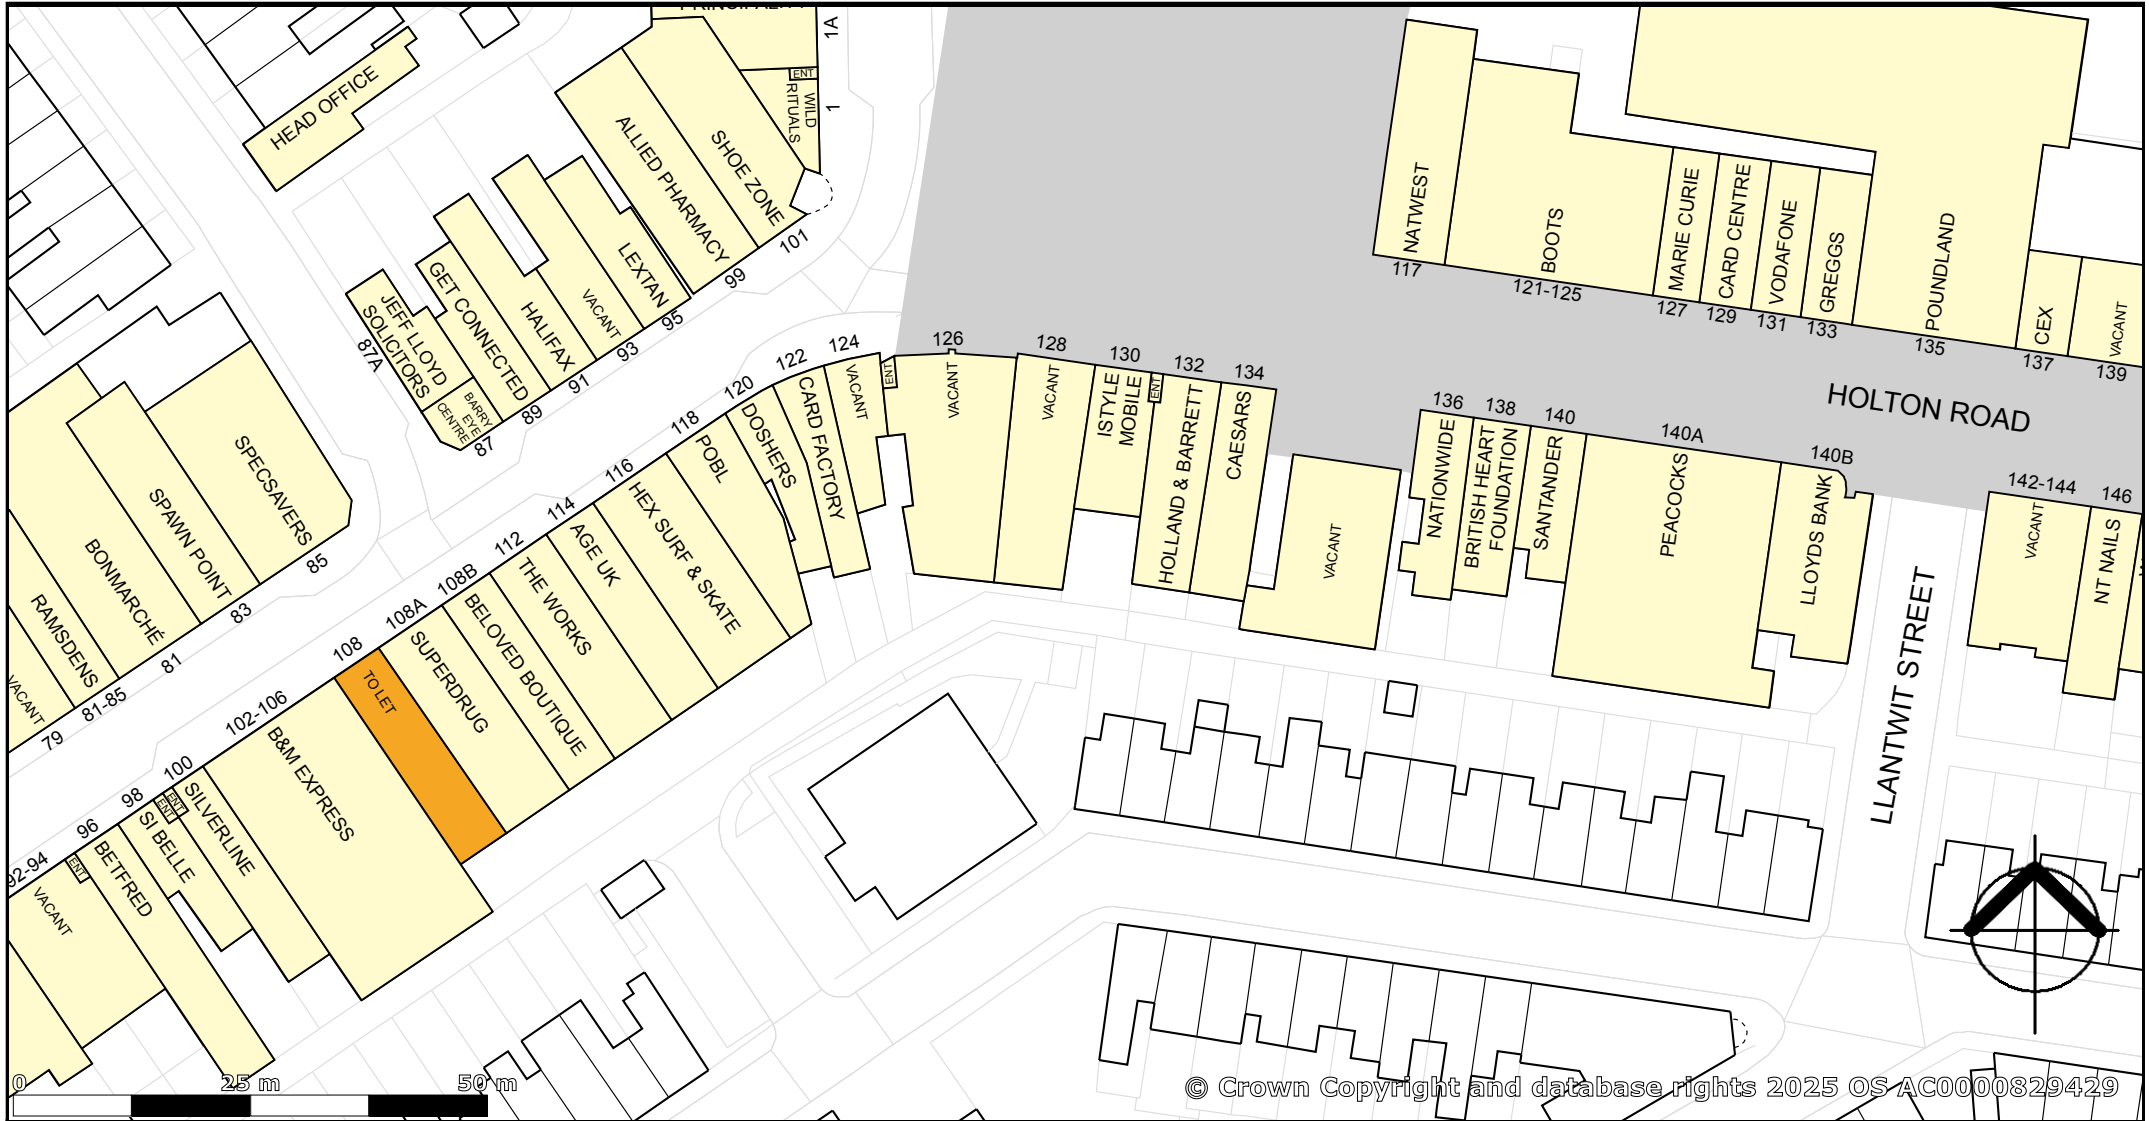 1A
ENT
WILD
RITUALS
1
HEAD OFFICE
ALLIED PHARMACY
SHOE ZONE
101
99
LEXTAN
95
VACANT
93
HALIFAX
91
GET CONNECTED
89
JEFF LLOYD
SOLICITORS
87A
BARRY
EYE
CENTRE
87
SPECSAVERS
85
SPAWN POINT
83
BONMARCHÉ
81
RAMSDENS
81-85
VACANT
79
NATWEST
117
BOOTS
121-125
MARIE CURIE
127
CARD CENTRE
129
VODAFONE
131
GREGGS
133
POUNDLAND
135
CEX
137
VACANT
139
HOLTON ROAD
92-94
VACANT
ENT
96
BETFRED
98
SI BELLE
ENT
ENT
100
SILVERLINE
102-106
B&M EXPRESS
108
TO LET
108A
SUPERDRUG
108B
BELOVED BOUTIQUE
112
THE WORKS
114
AGE UK
116
HEX SURF & SKATE
118
POBL
120
DOSHERS
122
CARD FACTORY
124
VACANT
ENT
126
VACANT
128
VACANT
130
ISTYLE
MOBILE
ENT
132
HOLLAND & BARRETT
134
CAESARS
VACANT
136
NATIONWIDE
138
BRITISH HEART
FOUNDATION
140
SANTANDER
140A
PEACOCKS
140B
LLOYDS BANK
142-144
VACANT
146
NT NAILS
LLANTWIT STREET
0 25 m 50 m
© Crown Copyright and database rights 2025 OS AC0000829429